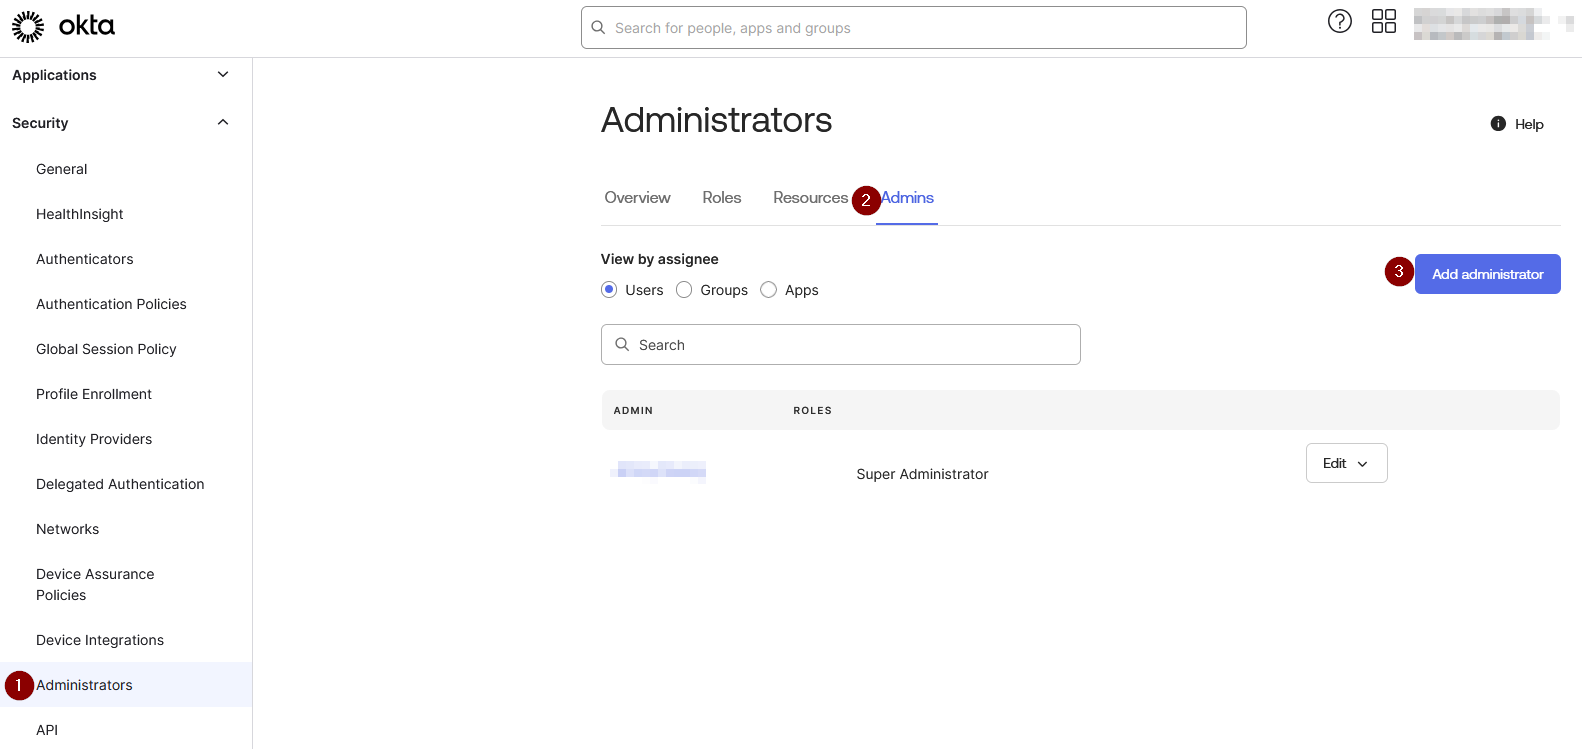 okta
Search for people, apps and groups
Applications
Security
General
HealthInsight
Authenticators
Authentication Policies
Global Session Policy
Profile Enrollment
Identity Providers
Delegated Authentication
Networks
Device Assurance
Policies
Device Integrations
1 Administrators
API
Administrators
Help
Overview Roles Resources 2 Admins
View by assignee
Users Groups Apps
3 Add administrator
Search
ADMIN ROLES
Super Administrator Edit